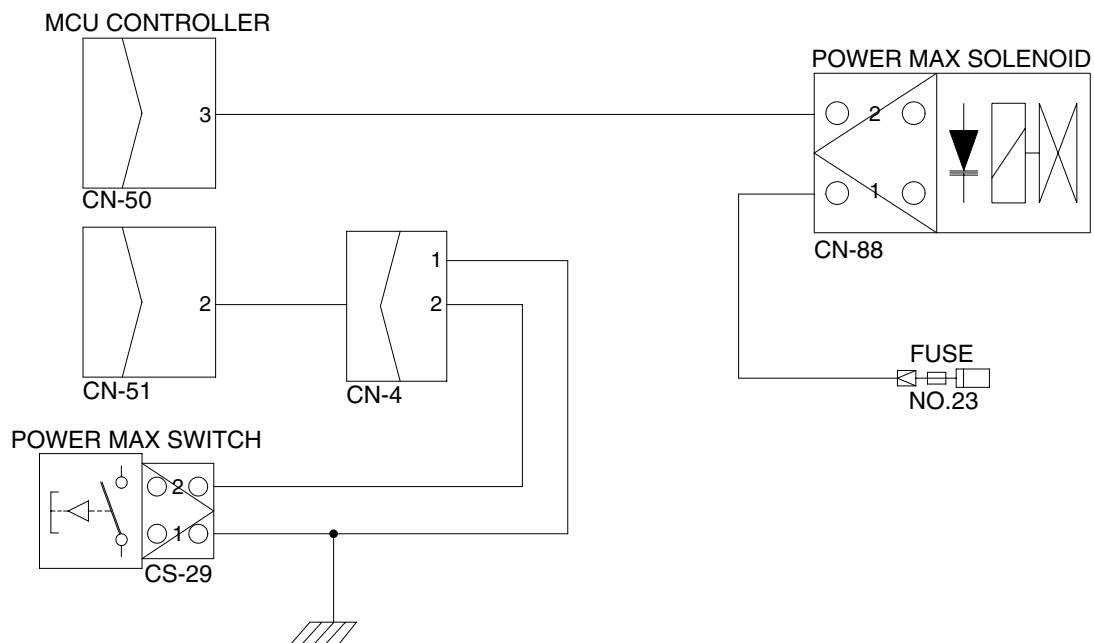 MCU CONTROLLER
3
CN-50
POWER MAX SOLENOID
2
1
CN-88
2
CN-51
1
2
CN-4
FUSE
NO.23
POWER MAX SWITCH
2
1
CS-29